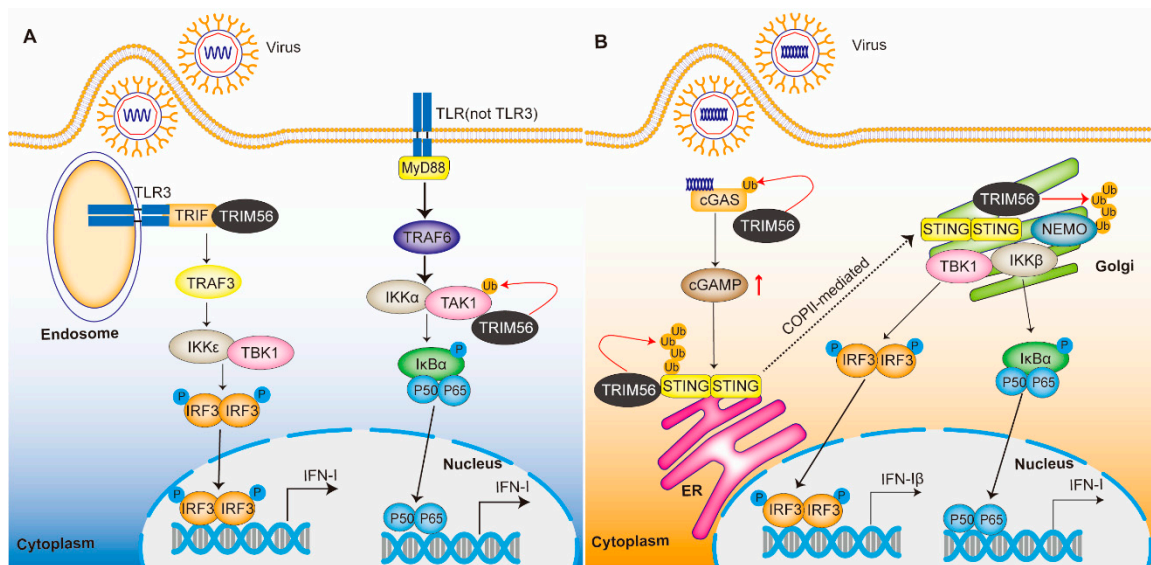 A
Virus
TLR(not TLR3)
MyD88
TLR3
TRIF
TRIM56
TRAF6
TRAF3
Ub
IKKα
TAK1
TRIM56
Endosome
IKKε
TBK1
P
IκBα
P50
P65
P
P
IRF3
IRF3
Nucleus
IFN-I
IFN-I
P
P
IRF3
IRF3
P50
P65
Cytoplasm
B
Virus
Ub
cGAS
TRIM56
TRIM56
Ub
Ub
Ub
Ub
STING
STING
NEMO
TBK1
IKKβ
Golgi
cGAMP
COPII-mediated
Ub
Ub
Ub
Ub
TRIM56
STING
STING
P
P
IRF3
IRF3
P
IκBα
P50
P65
ER
Nucleus
IFN-Iβ
IFN-I
P
P
IRF3
IRF3
P50
P65
Cytoplasm